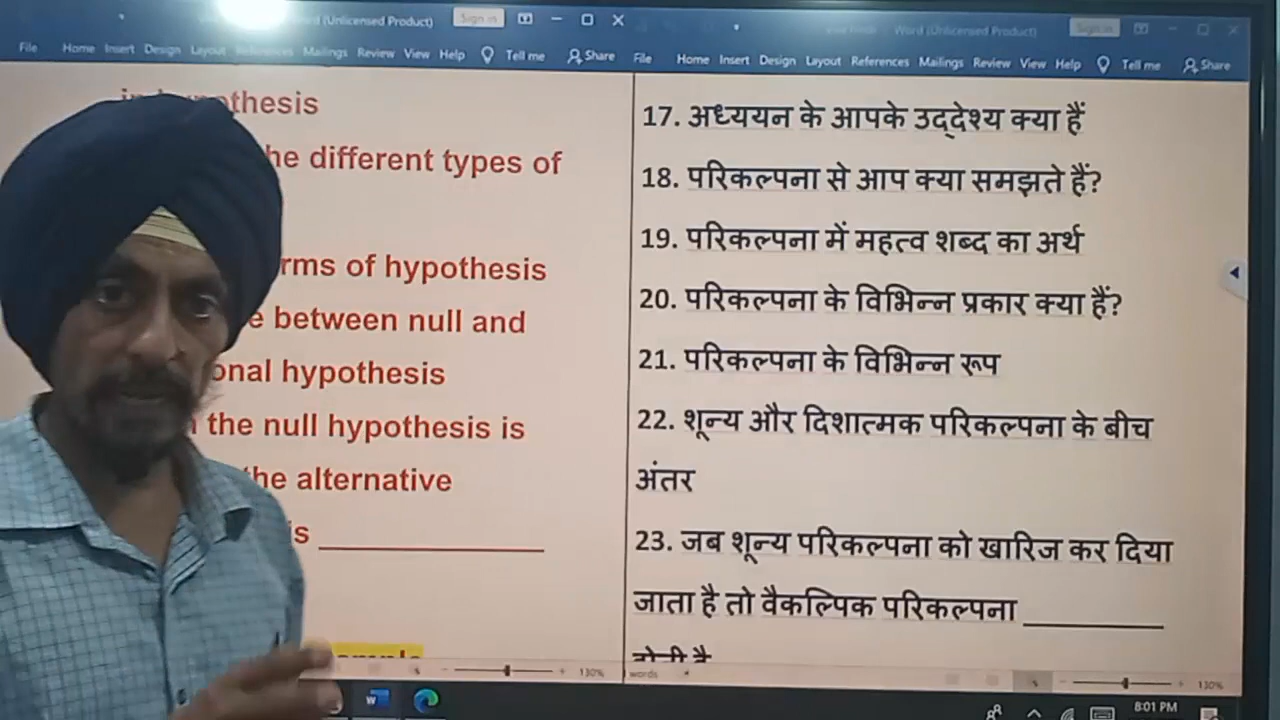 (Unlicensed Product)
Sign in
File Home Insert Design Layout References Mailings Review View Help Tell me Share
hypothesis
he different types of
rms of hypothesis
e between null and
onal hypothesis
the null hypothesis is
he alternative
is ______________
130%
Word (Unlicensed Product)
Sign in
File Home Insert Design Layout References Mailings Review View Help Tell me Share
17. अध्ययन के आपके उद्देश्य क्या हैं
18. परिकल्पना से आप क्या समझते हैं?
19. परिकल्पना में महत्व शब्द का अर्थ
20. परिकल्पना के विभिन्न प्रकार क्या हैं?
21. परिकल्पना के विभिन्न रूप
22. शून्य और दिशात्मक परिकल्पना के बीच
अंतर
23. जब शून्य परिकल्पना को खारिज कर दिया
जाता है तो वैकल्पिक परिकल्पना _________
words
130%
8:01 PM